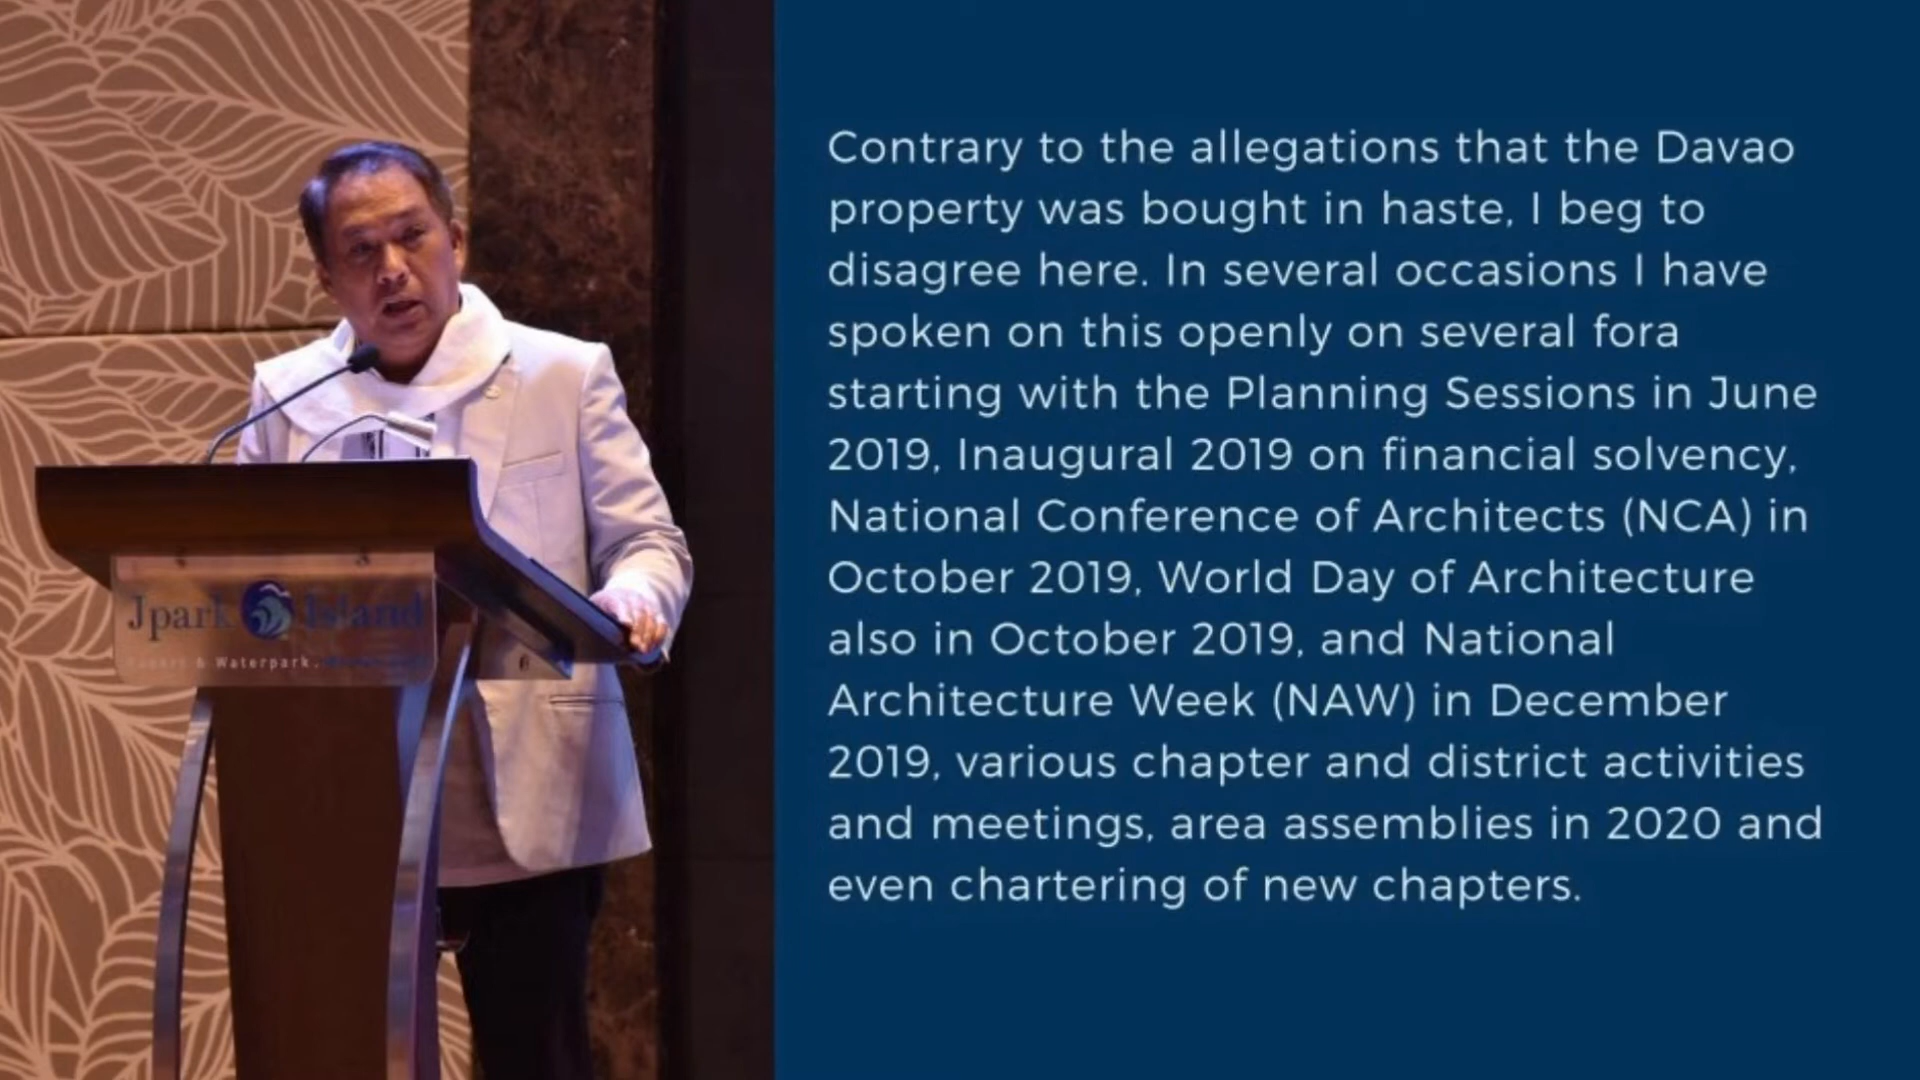 Contrary to the allegations that the Davao
property was bought in haste, I beg to
disagree here. In several occasions I have
spoken on this openly on several fora
starting with the Planning Sessions in June
2019, Inaugural 2019 on financial solvency,
National Conference of Architects (NCA) in
October 2019, World Day of Architecture
also in October 2019, and National
Architecture Week (NAW) in December
2019, various chapter and district activities
and meetings, area assemblies in 2020 and
even chartering of new chapters.
Jpark Island
& Waterpark,